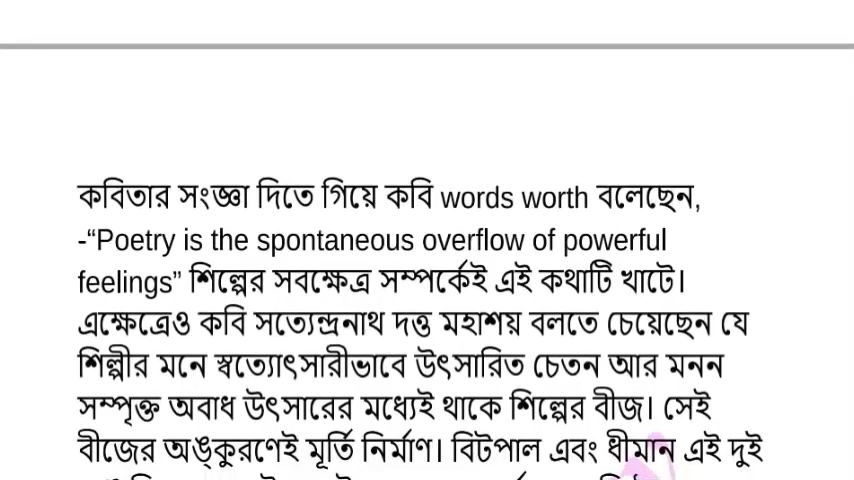 কবিতার সংজ্ঞা দিতে গিয়ে কবি words worth বলেছেন,
-“Poetry is the spontaneous overflow of powerful
feelings” শিল্পের সবক্ষেত্র সম্পর্কেই এই কথাটি খাটে।
এক্ষেত্রেও কবি সত্যেন্দ্রনাথ দত্ত মহাশয় বলতে চেয়েছেন যে
শিল্পীর মনে স্বত্যোৎসারীভাবে উৎসারিত চেতন আর মনন
সম্পৃক্ত অবাধ উৎসারের মধ্যেই থাকে শিল্পের বীজ। সেই
বীজের অঙ্কুরণেই মূর্তি নির্মাণ। বিটপাল এবং ধীমান এই দুই